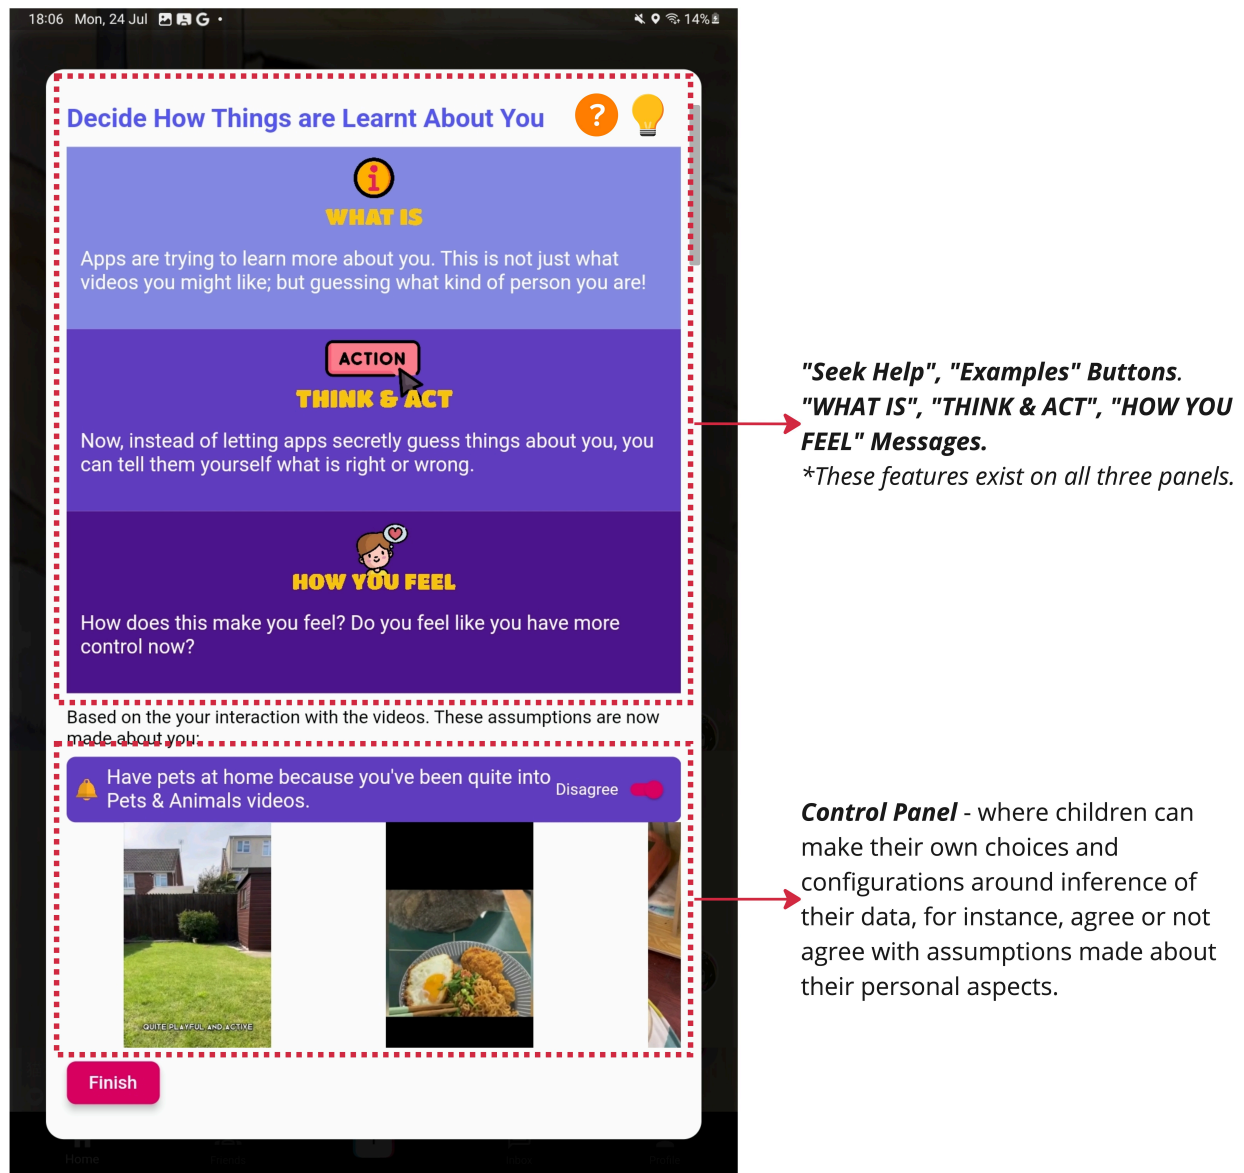 18:06 Mon, 24 Jul G 14%
Decide How Things are Learnt About You ?
WHAT IS
Apps are trying to learn more about you. This is not just what
videos you might like; but guessing what kind of person you are!
ACTION
THINK & ACT
Now, instead of letting apps secretly guess things about you, you
can tell them yourself what is right or wrong.
HOW YOU FEEL
How does this make you feel? Do you feel like you have more
control now?
Based on the your interaction with the videos. These assumptions are now
made about you:
Have pets at home because you've been quite into
Pets & Animals videos.
Disagree
QUITE PLAYFUL AND ACTIVE
Finish
Home
"Seek Help", "Examples" Buttons.
"WHAT IS", "THINK & ACT", "HOW YOU
FEEL" Messages.
*These features exist on all three panels.
Control Panel - where children can
make their own choices and
configurations around inference of
their data, for instance, agree or not
agree with assumptions made about
their personal aspects.